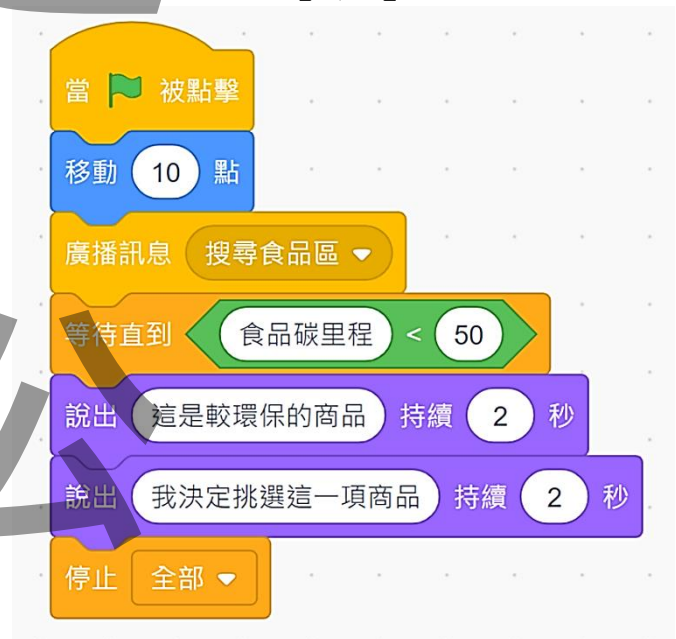 當 被點擊
移動 10 點
廣播訊息 搜尋食品區
等待直到 食品碳里程 < 50
說出 這是較環保的商品 持續 2 秒
說出 我決定挑選這一項商品 持續 2 秒
停止 全部